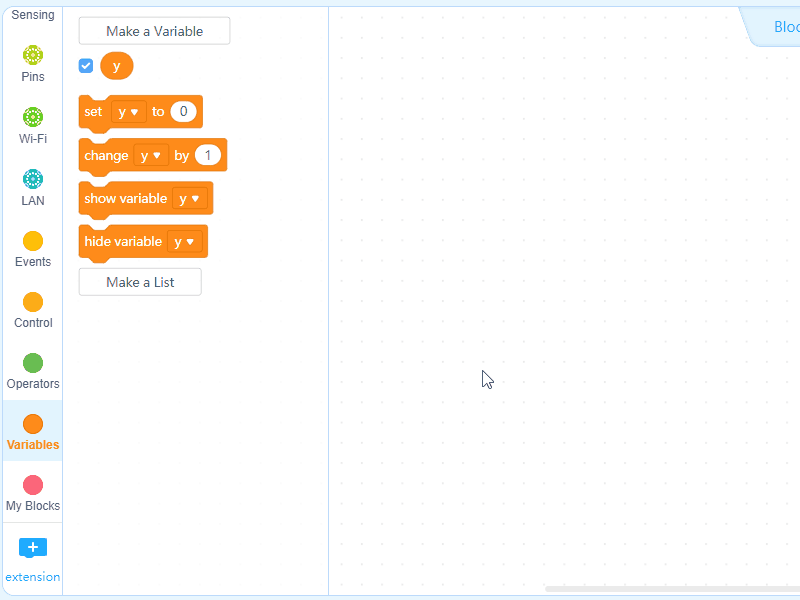 Sensing
Pins
Wi-Fi
LAN
Events
Control
Operators
Variables
My Blocks
extension
Make a Variable
y
set y to 0
change y by 1
show variable y
hide variable y
Make a List